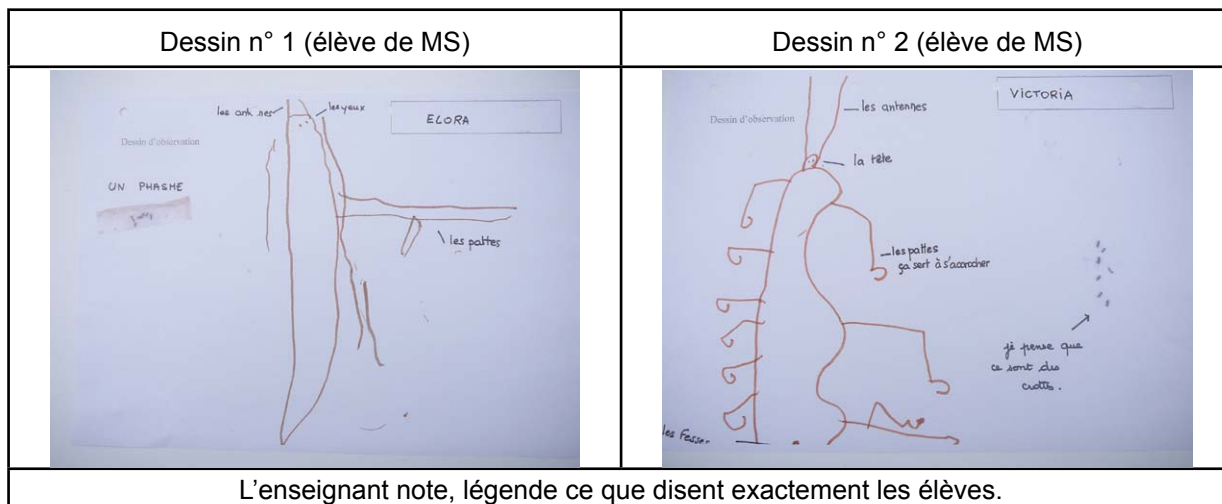 Dessin n° 1 (élève de MS)
Dessin n° 2 (élève de MS)
les ant nes
les yeux
ELORA
Dessin d'observation
UN PHASME
les pattes
VICTORIA
les antennes
Dessin d'observation
la tête
les pattes
ça sert à s'accrocher
je pense que
ce sont des
crottes.
les Fesses
L'enseignant note, légende ce que disent exactement les élèves.